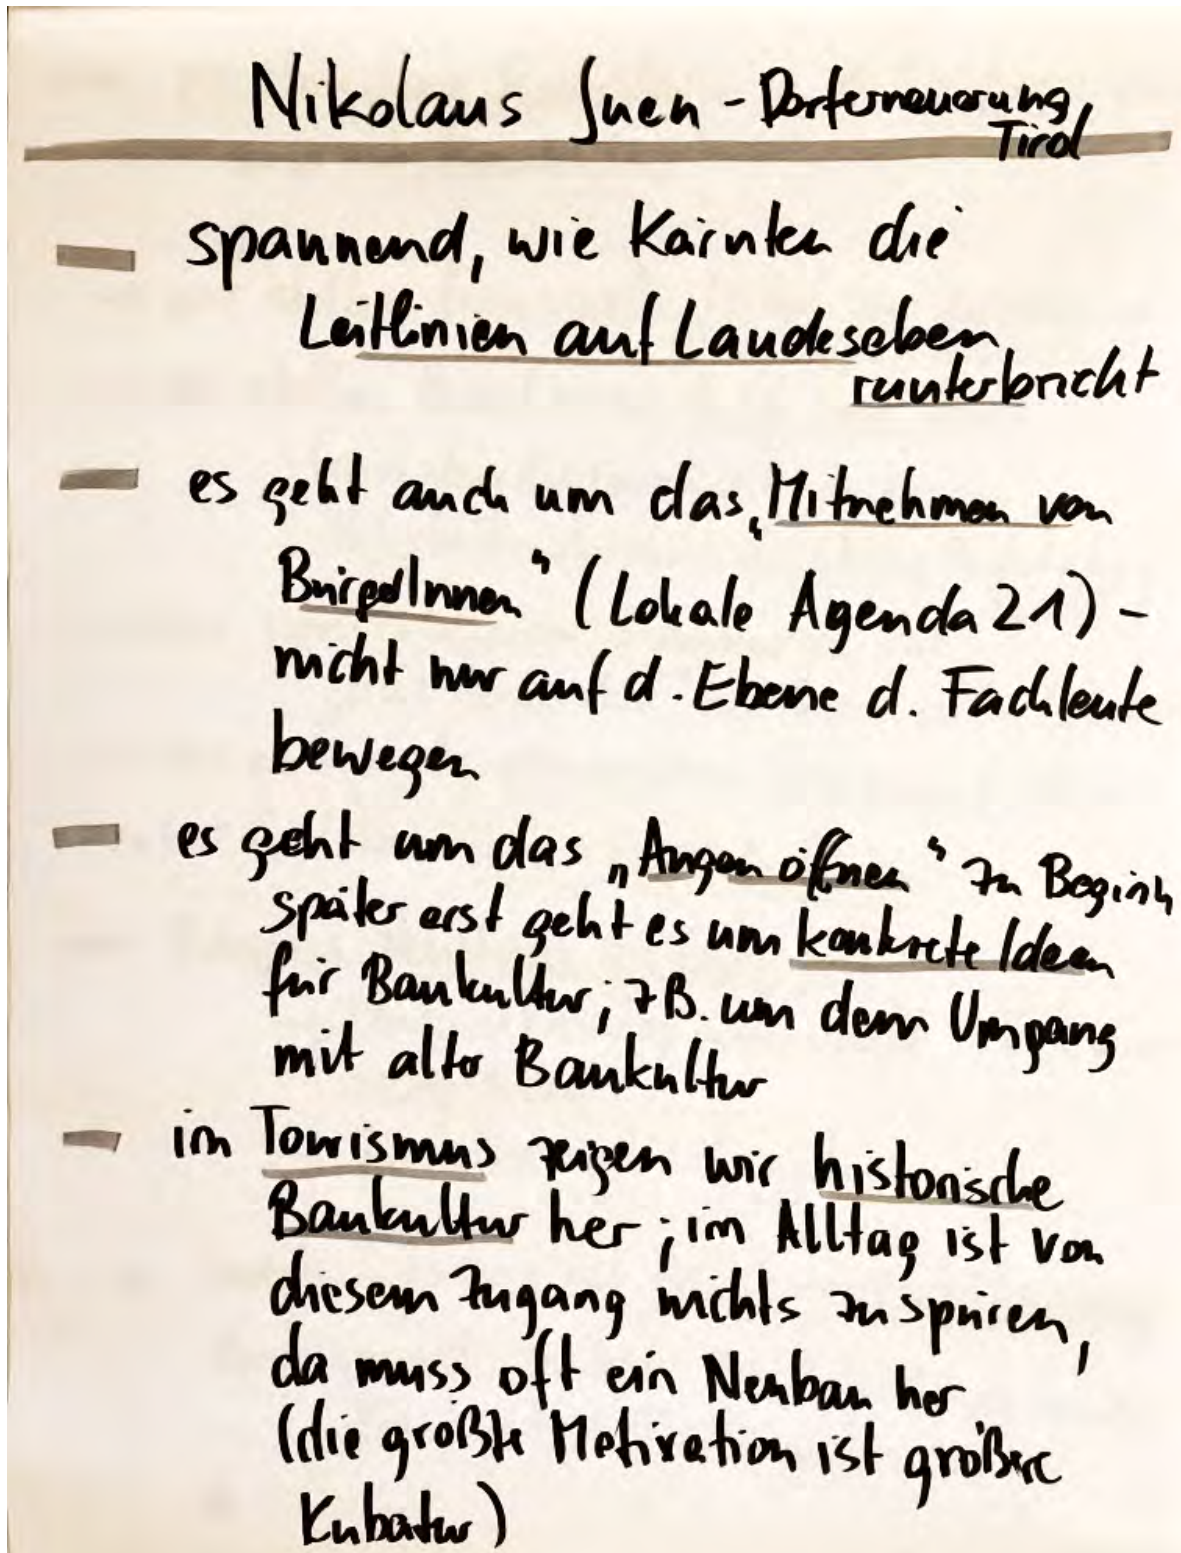 Nikolaus Juen - Dorferneuerung,
Tirol
spannend, wie Kärnten die
Leitlinien auf Landeseben
runterbricht
es geht auch um das „Mitnehmen von
BürgerInnen“ (Lokale Agenda 21) -
nicht nur auf d. Ebene d. Fachleute
bewegen
es geht um das „Augen öffnen“ zu Beginn
später erst geht es um konkrete Ideen
für Baukultur; zB. um dem Umgang
mit alter Baukultur
im Tourismus zeigen wir historische
Baukultur her; im Alltag ist von
diesem Zugang nichts zu spüren,
da muss oft ein Neubau her
(die größte Motivation ist größere
Kubatur)